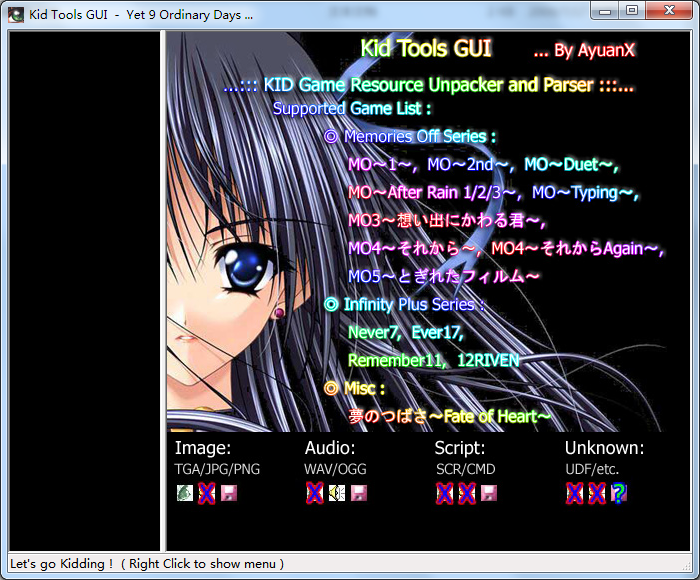 Kid Tools GUI - Yet 9 Ordinary Days ...
Kid Tools GUI ... By AyuanX
...::: KID Game Resource Unpacker and Parser :::...
Supported Game List :
◎ Memories Off Series :
MO～1～, MO～2nd～, MO～Duet～,
MO～After Rain 1/2/3～, MO～Typing～,
MO3～想い出にかわる君～,
MO4～それから～, MO4～それからAgain～,
MO5～とぎれたフィルム～
◎ Infinity Plus Series :
Never7, Ever17,
Remember11, 12RIVEN
◎ Misc :
夢のつばさ～Fate of Heart～
Image: Audio: Script: Unknown:
TGA/JPG/PNG WAV/OGG SCR/CMD UDF/etc.
Let's go Kidding ! ( Right Click to show menu )